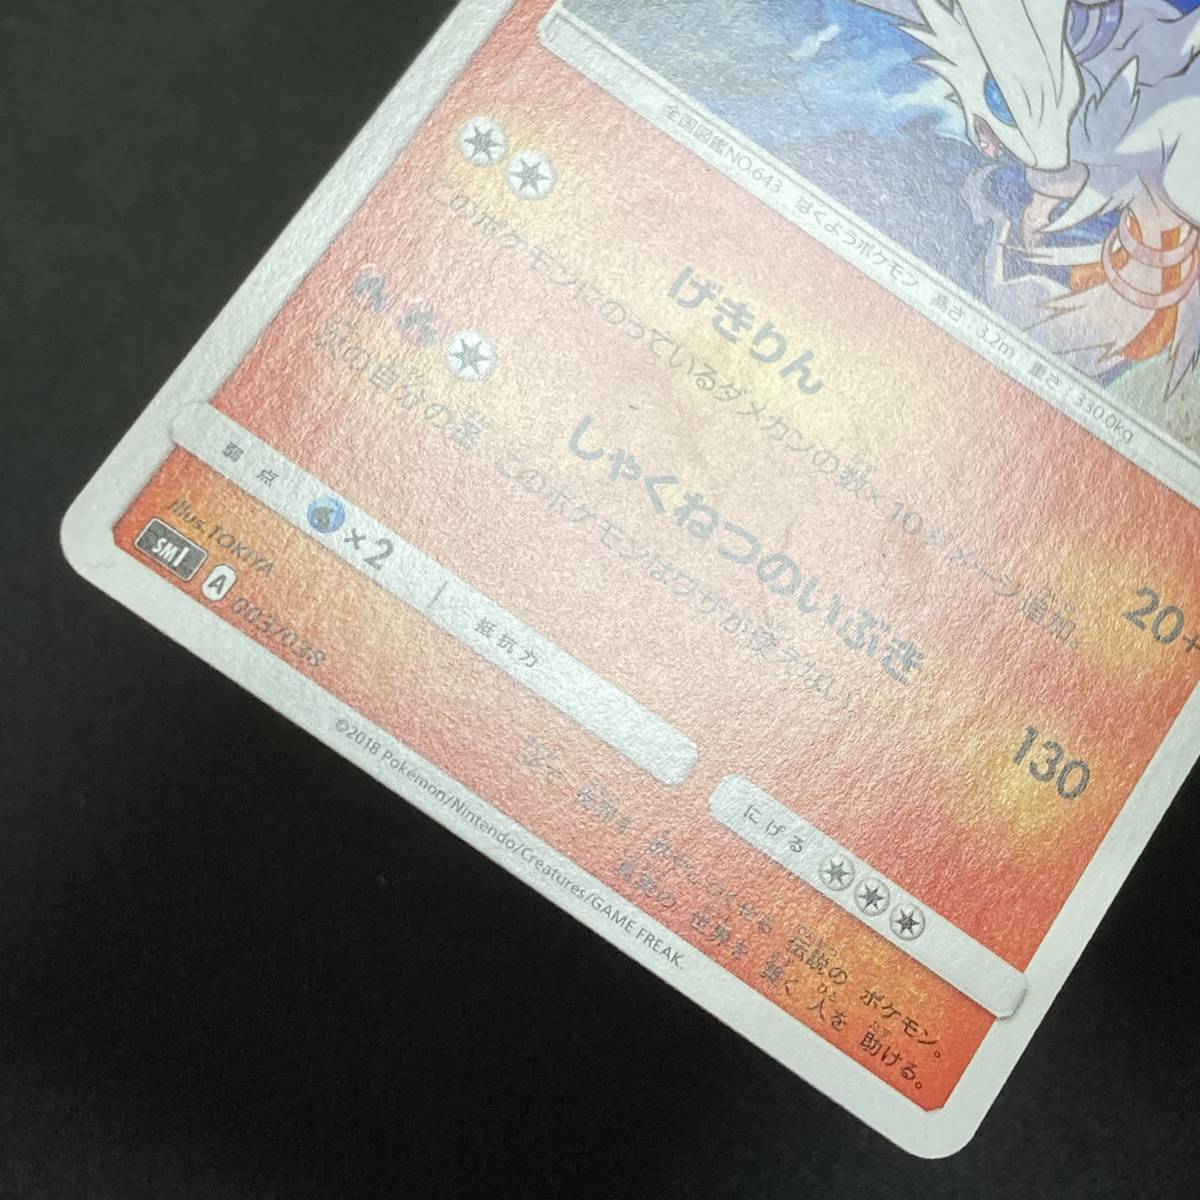 全国図鑑NO.643 はくようポケモン 高さ:3.2m 重さ:330.0kg
げきりん 20+
このポケモンにのっているダメカンの数×10ダメージ追加。
しゃくねつのいぶき 130
次の自分の番、このポケモンはワザが使えない。
弱点 ×2 抵抗力 にげる
illus.TOKIYA
SM1 A 003/038
伝説の ポケモン。
真実の 世界を 築く 人を 助ける。
©2018 Pokémon/Nintendo/Creatures/GAME FREAK.